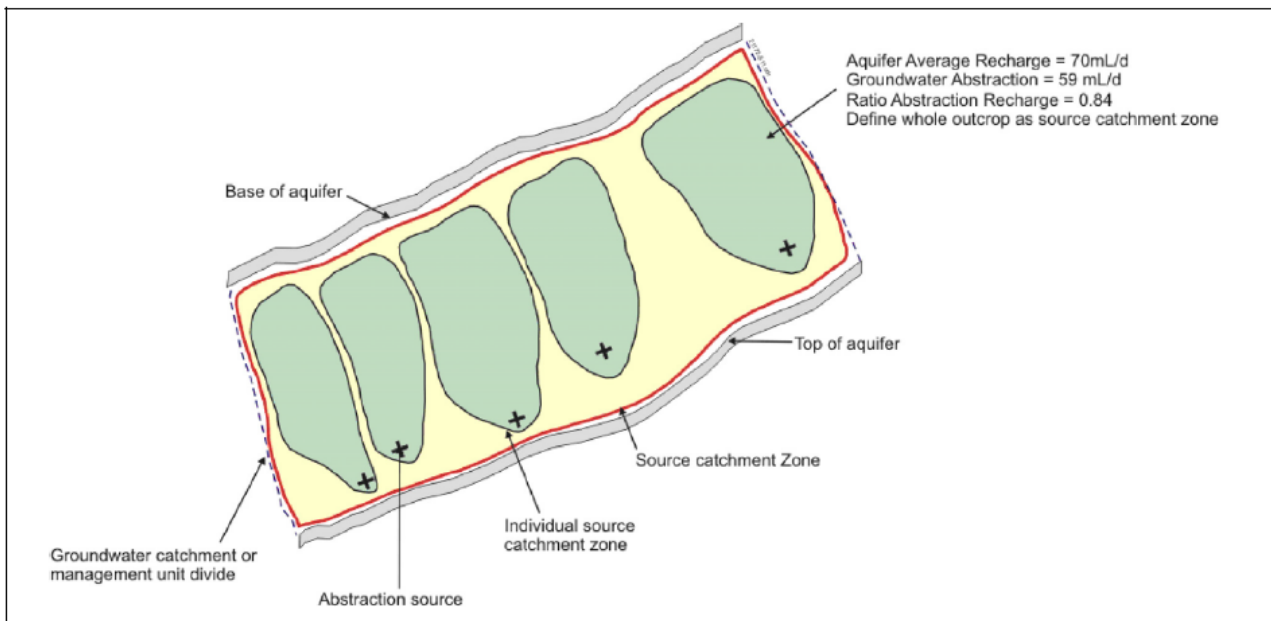 Aquifer Average Recharge = 70mL/d
Groundwater Abstraction = 59 mL/d
Ratio Abstraction Recharge = 0.84
Define whole outcrop as source catchment zone
Base of aquifer
Top of aquifer
Source catchment Zone
Individual source
catchment zone
Groundwater catchment or
management unit divide
Abstraction source